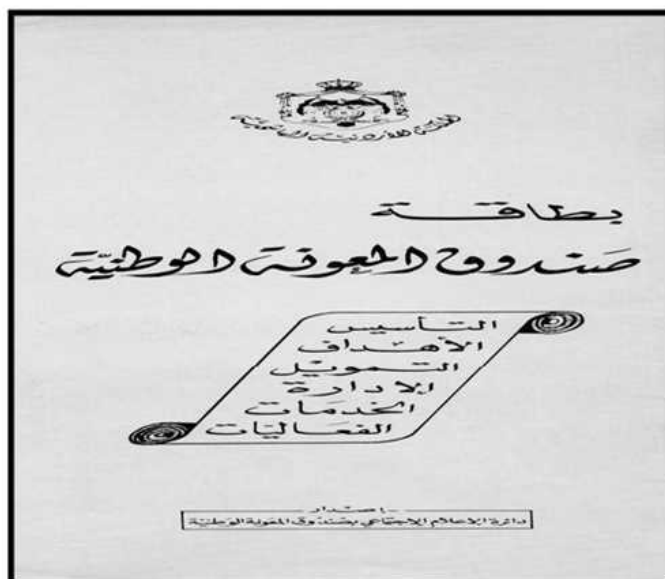 المملكة الأردنية الهاشمية
بطاقة
صندوق المعونة الوطنية
التأسيس
الأهداف
التمويل
الإدارة
الخدمات
الفعاليات
إصدار
دائرة الإعلام الاجتماعي بصندوق المعونة الوطنية